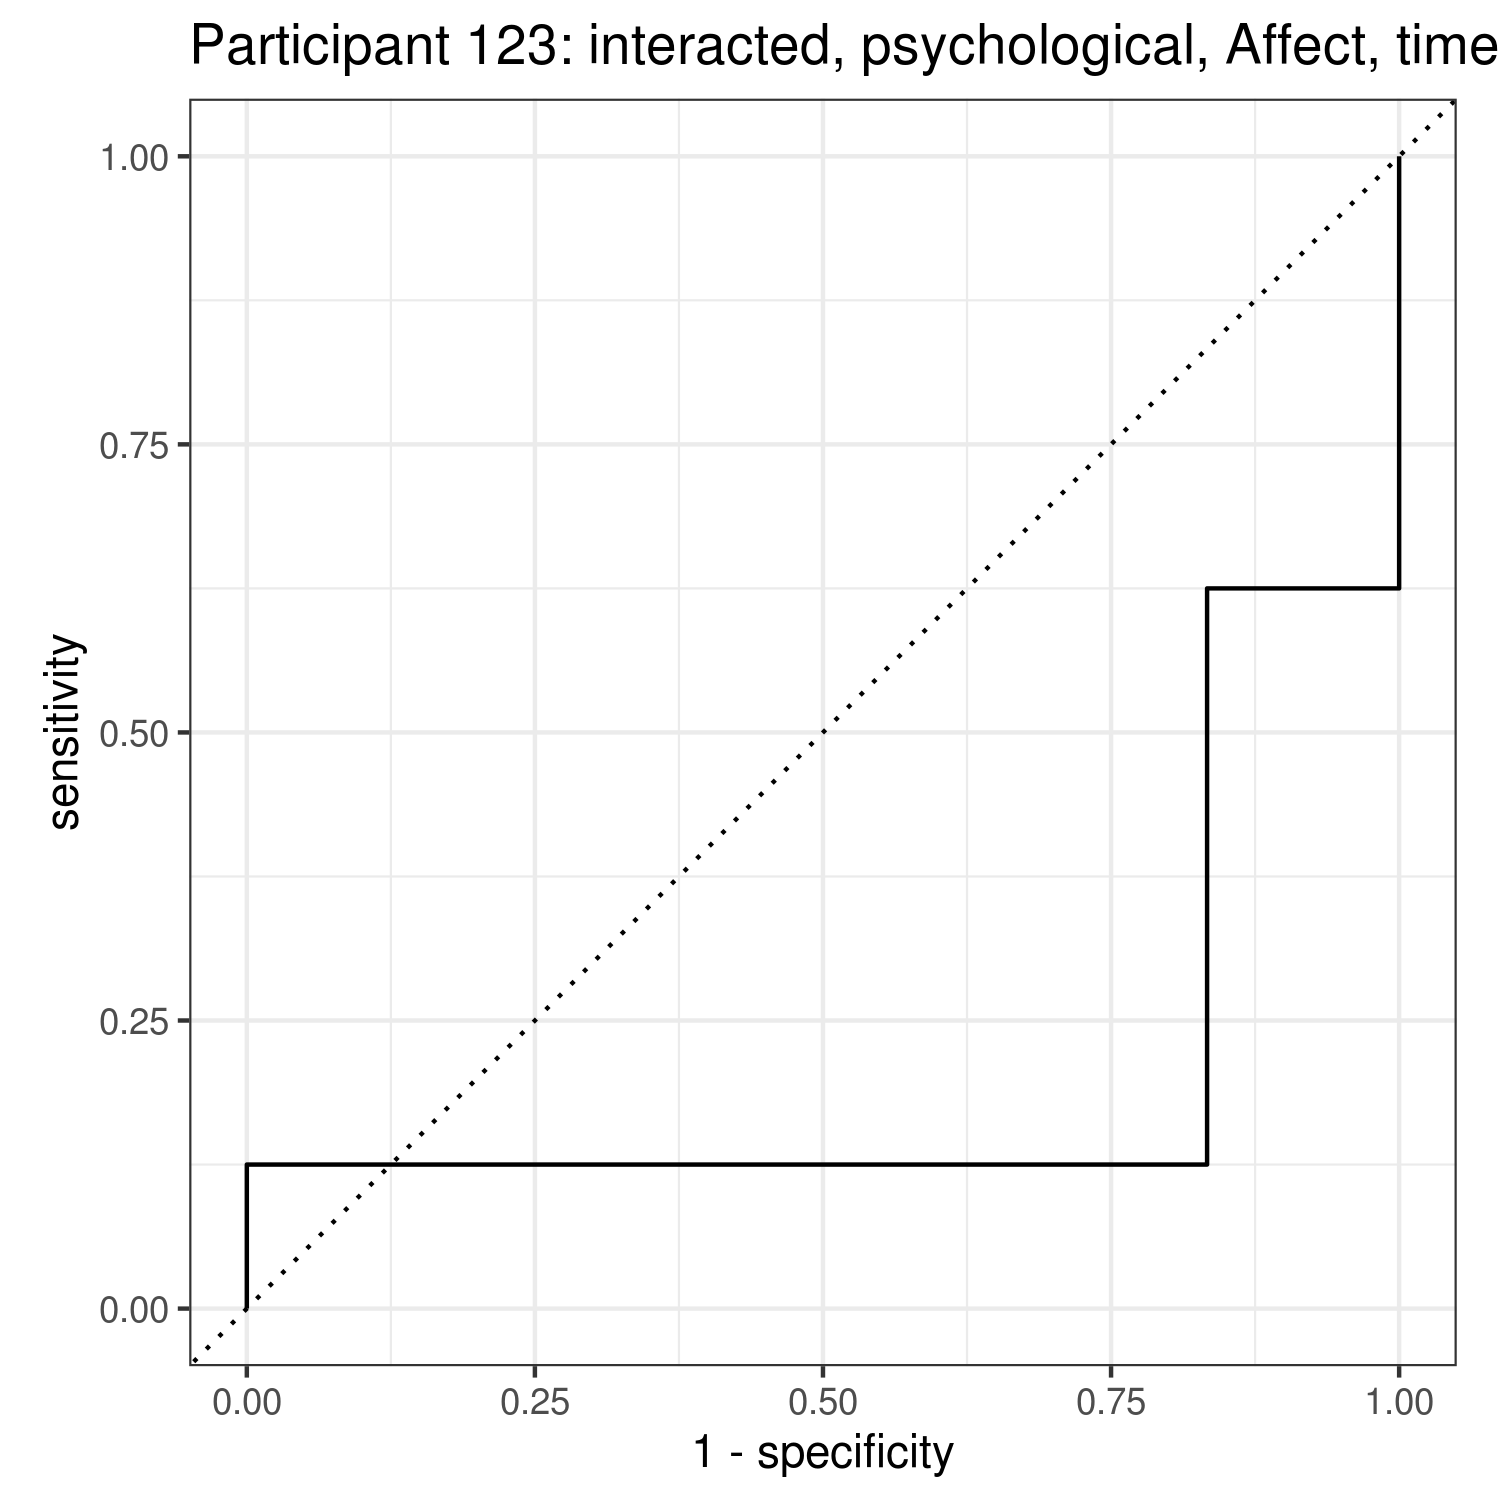 Participant 123: interacted, psychological, Affect, time
1.00
0.75
0.50
0.25
0.00
sensitivity
0.00 0.25 0.50 0.75 1.00
1 - specificity